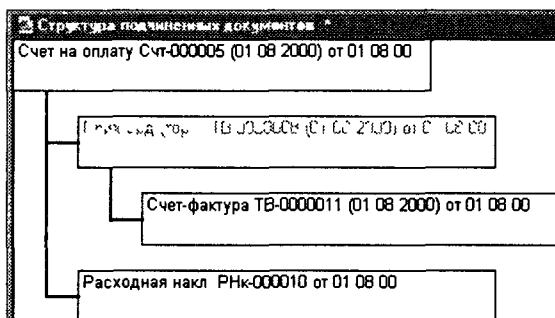 Структура подчиненных документов *
Счет на оплату Счт-000005 (01 08 2000) от 01 08 00
Счет-фактура ТВ-0000011 (01 08 2000) от 01 08 00
Расходная накл РНк-000010 от 01 08 00